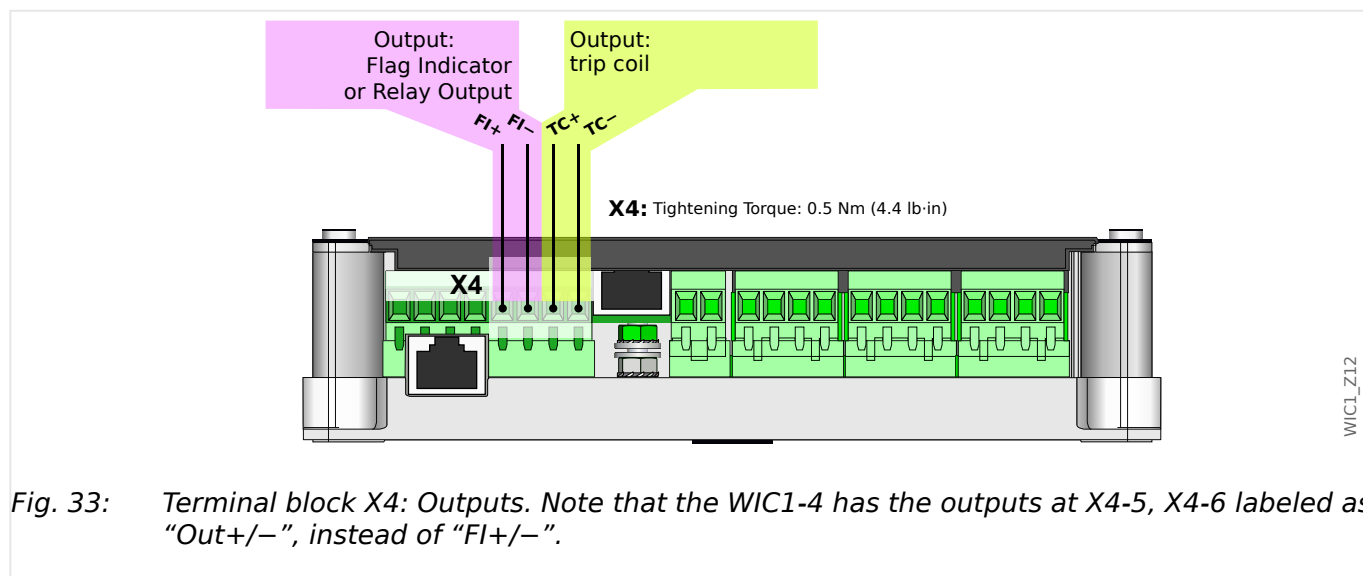 Output:
Flag Indicator
or Relay Output
Output:
trip coil
FI+ FI− TC+ TC−
X4: Tightening Torque: 0.5 Nm (4.4 lb·in)
X4
WIC1_Z12
Fig. 33: Terminal block X4: Outputs. Note that the WIC1-4 has the outputs at X4-5, X4-6 labeled as
“Out+/−”, instead of “FI+/−”.